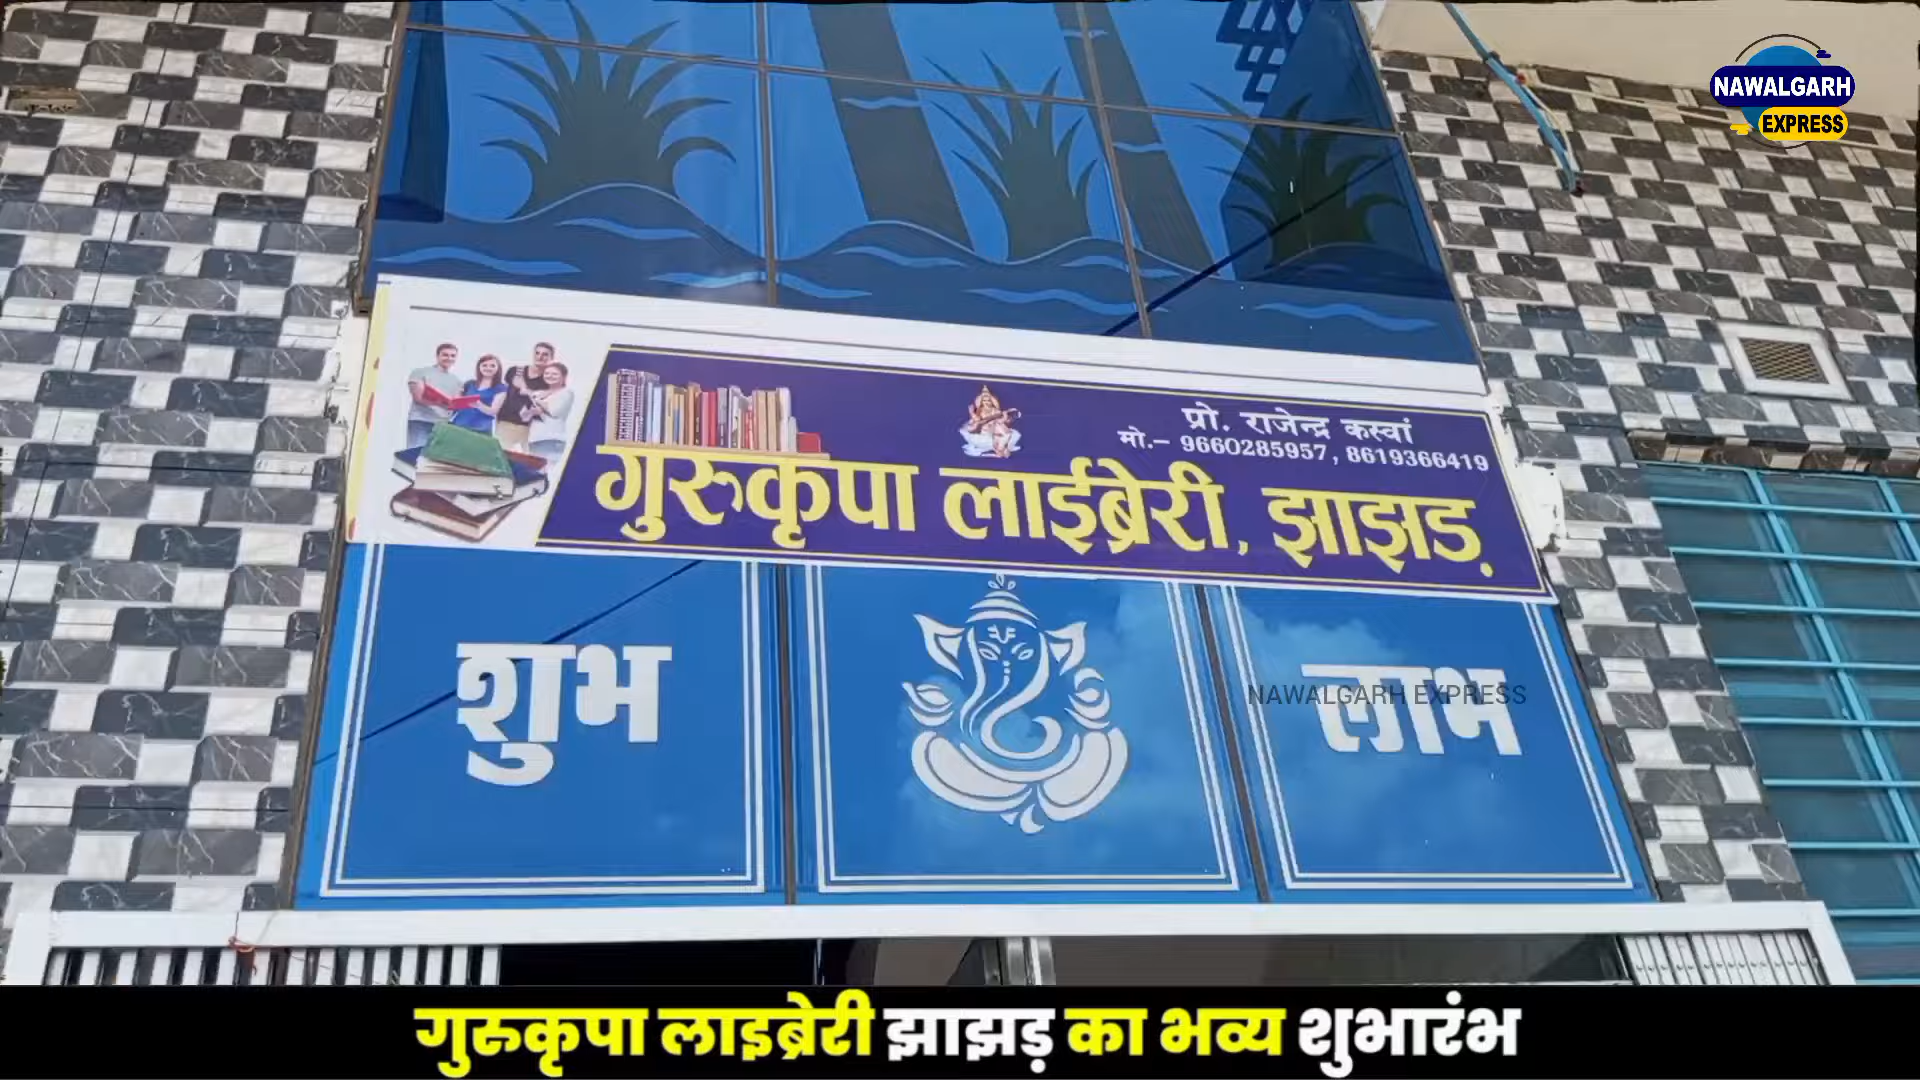 NAWALGARH
EXPRESS
प्रो. राजेन्द्र कस्वां
मो.– 9660285957, 8619366419
गुरुकृपा लाईब्रेरी, झाझड़
शुभ
लाभ
NAWALGARH EXPRESS
गुरुकृपा लाइब्रेरी झाझड़ का भव्य शुभारंभ